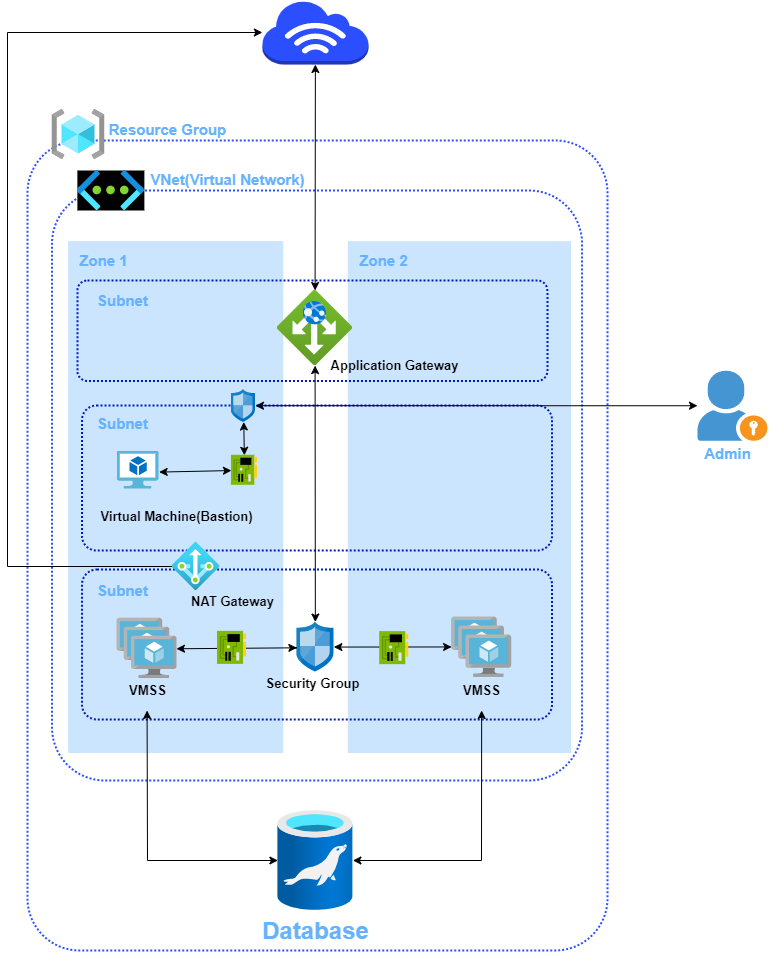 Resource Group
VNet(Virtual Network)
Zone 1
Zone 2
Subnet
Application Gateway
Subnet
Admin
Virtual Machine(Bastion)
Subnet
NAT Gateway
Security Group
VMSS
VMSS
Database